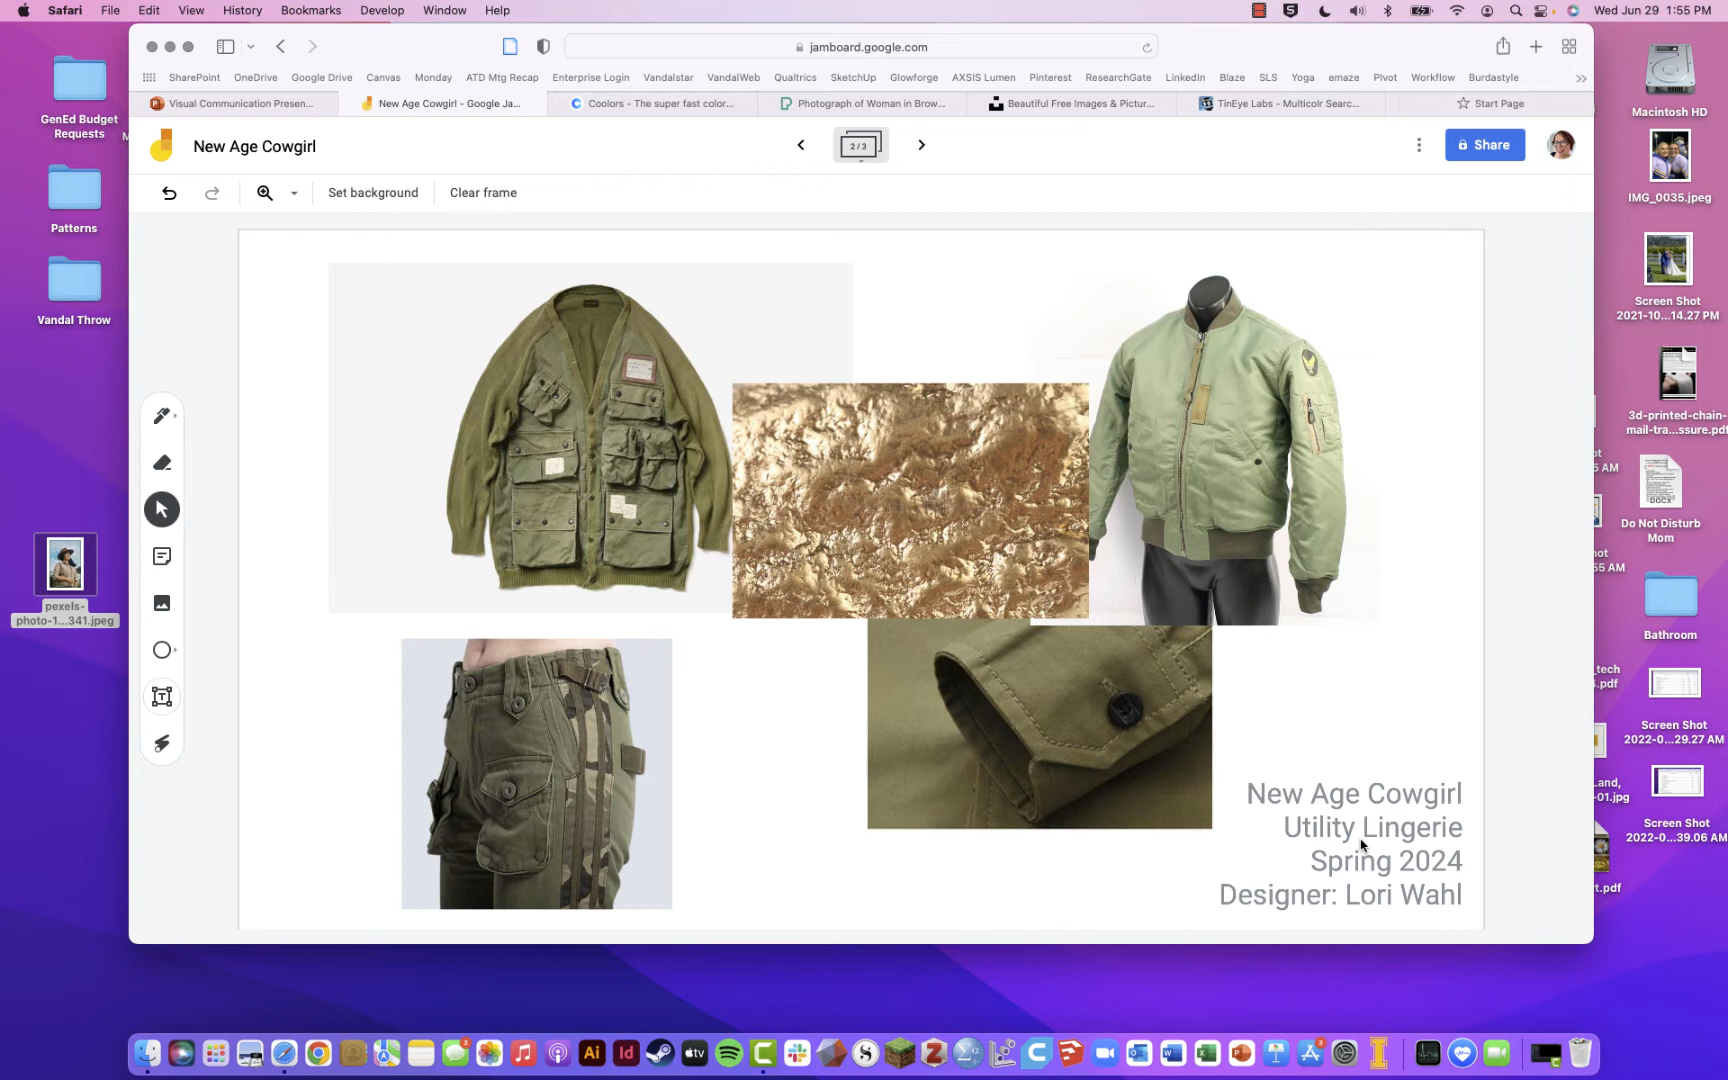 Safari File Edit View History Bookmarks Develop Window Help Wed Jun 29 1:55 PM
jamboard.google.com
SharePoint OneDrive Google Drive Canvas Monday ATD Mtg Recap Enterprise Login Vandalstar VandalWeb Qualtrics SketchUp Glowforge AXSIS Lumen Pinterest ResearchGate LinkedIn Blaze SLS Yoga emaze Pivot Workflow Burdastyle
Visual Communication Presen... New Age Cowgirl – Google Ja... Coolors - The super fast color... Photograph of Woman in Brow... Beautiful Free Images & Pictur... TinEye Labs - Multicolr Searc... Start Page
New Age Cowgirl
2 / 3
Share
Set background Clear frame
New Age Cowgirl
Utility Lingerie
Spring 2024
Designer: Lori Wahl
GenEd Budget
Requests
Patterns
Vandal Throw
pexels-
photo-1...341.jpeg
Macintosh HD
IMG_0035.jpeg
Screen Shot
2021-10...14.27 PM
3d-printed-chain-
mail-tra...ssure.pdf
Do Not Disturb
Mom
Bathroom
Screen Shot
2022-0...29.27 AM
Screen Shot
2022-0...39.06 AM